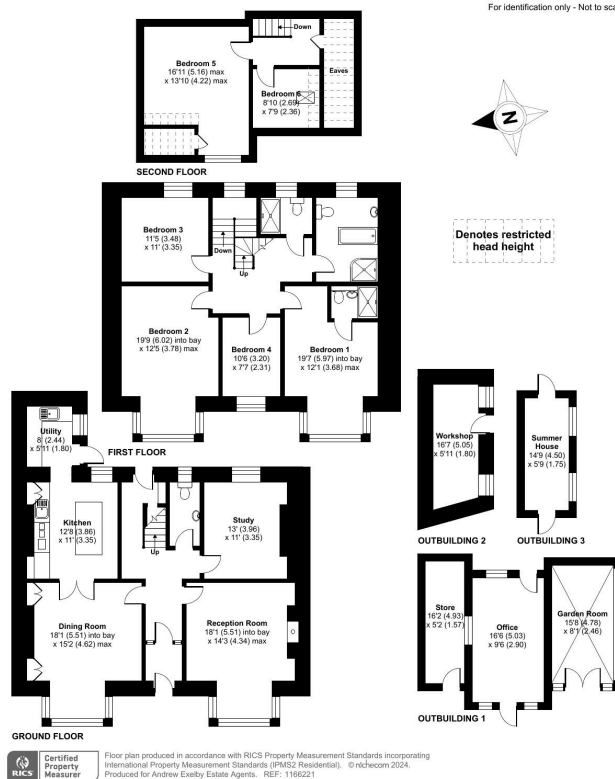 For identification only - Not to sca
Down
Bedroom 5
16'11 (5.16) max
x 13'10 (4.22) max
Eaves
Bedroom 6
8'10 (2.69)
x 7'9 (2.36)
SECOND FLOOR
N
Denotes restricted
head height
Bedroom 3
11'5 (3.48)
x 11' (3.35)
Down
Up
Bedroom 2
19'9 (6.02) into bay
x 12'5 (3.78) max
Bedroom 4
10'6 (3.20)
x 7'7 (2.31)
Bedroom 1
19'7 (5.97) into bay
x 12'1 (3.68) max
FIRST FLOOR
Utility
8' (2.44)
x 5'11 (1.80)
Kitchen
12'8 (3.86)
x 11' (3.35)
Up
Study
13' (3.96)
x 11' (3.35)
Dining Room
18'1 (5.51) into bay
x 15'2 (4.62) max
Reception Room
18'1 (5.51) into bay
x 14'3 (4.34) max
GROUND FLOOR
Workshop
16'7 (5.05)
x 5'11 (1.80)
OUTBUILDING 2
Summer
House
14'9 (4.50)
x 5'9 (1.75)
OUTBUILDING 3
Store
16'2 (4.93)
x 5'2 (1.57)
Office
16'6 (5.03)
x 9'6 (2.90)
Garden Room
15'8 (4.78)
x 8'1 (2.46)
OUTBUILDING 1
RICS
Certified
Property
Measurer
Floor plan produced in accordance with RICS Property Measurement Standards incorporating
International Property Measurement Standards (IPMS2 Residential). © nichecom 2024.
Produced for Andrew Exelby Estate Agents. REF: 1166221